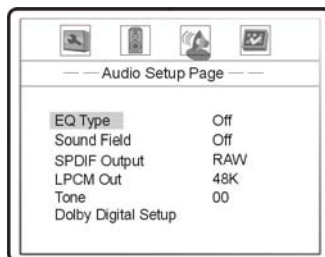 — — Audio Setup Page — —
EQ Type Off
Sound Field Off
SPDIF Output RAW
LPCM Out 48K
Tone 00
Dolby Digital Setup